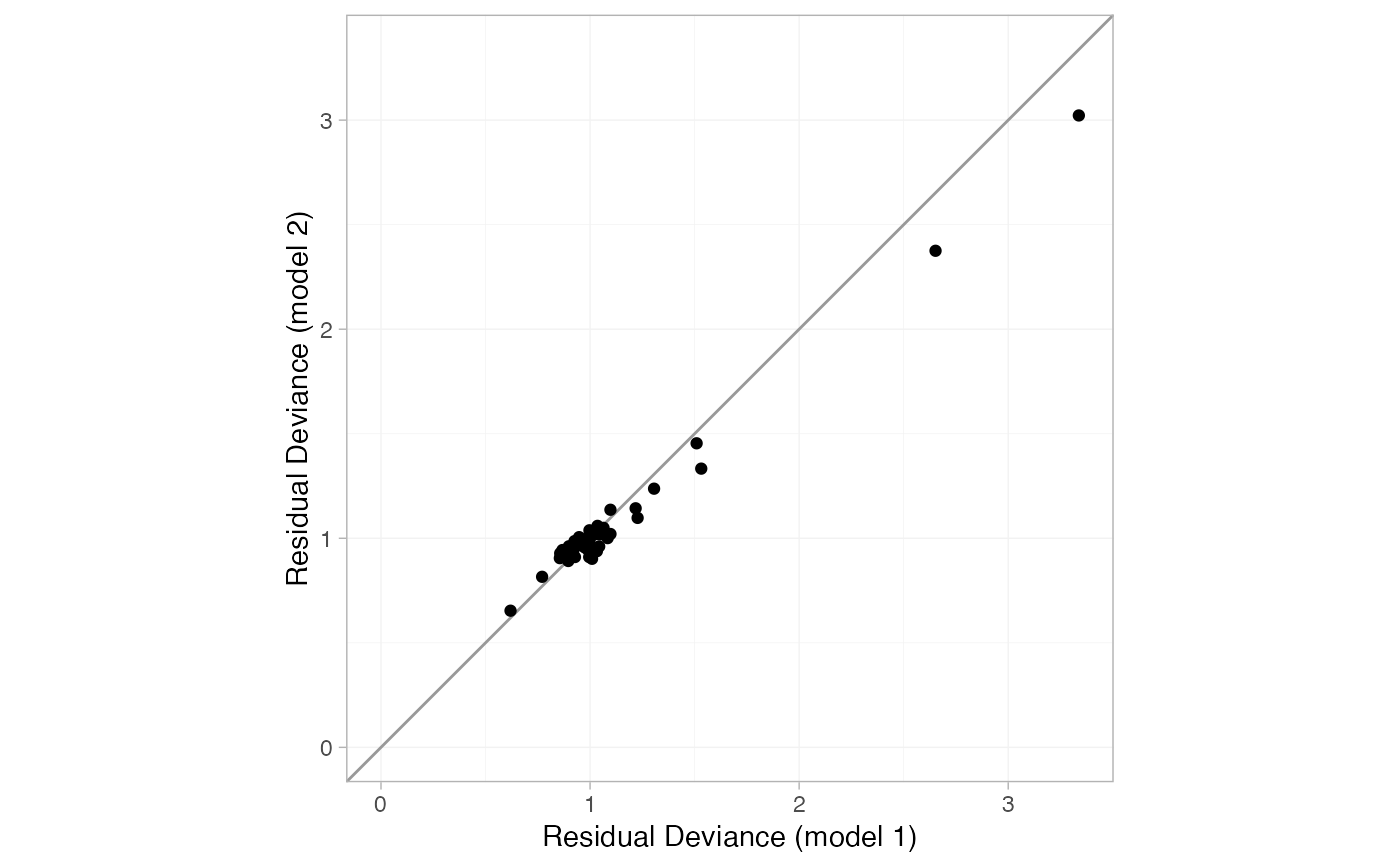 Residual Deviance (model 2)
3
2
1
0
0 1 2 3
Residual Deviance (model 1)